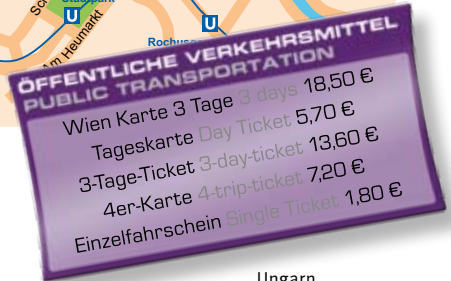 Stadtpark
U
U
Am Heumarkt
ÖFFENTLICHE VERKEHRSMITTEL
PUBLIC TRANSPORTATION
Wien Karte 3 Tage 3 days 18,50 €
Tageskarte Day Ticket 5,70 €
3-Tage-Ticket 3-day-ticket 13,60 €
4er-Karte 4-trip-ticket 7,20 €
Einzelfahrschein Single Ticket 1,80 €
Ungarn